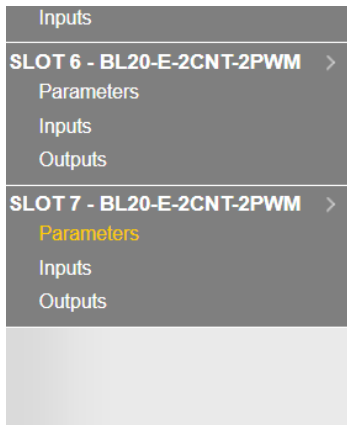 Inputs
SLOT 6 - BL20-E-2CNT-2PWM
Parameters
Inputs
Outputs
SLOT 7 - BL20-E-2CNT-2PWM
Parameters
Inputs
Outputs